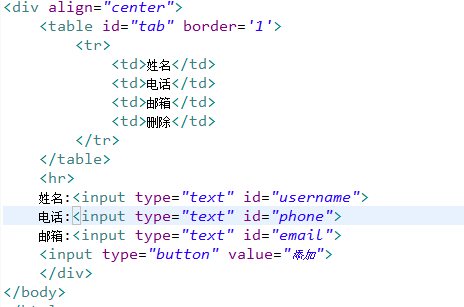 <div align="center">
<table id="tab" border='1'>
<tr>
<td>姓名</td>
<td>电话</td>
<td>邮箱</td>
<td>删除</td>
</tr>
</table>
<hr>
姓名:<input type="text" id="username">
电话:<input type="text" id="phone">
邮箱:<input type="text" id="email">
<input type="button" value="添加">
</div>
</body>